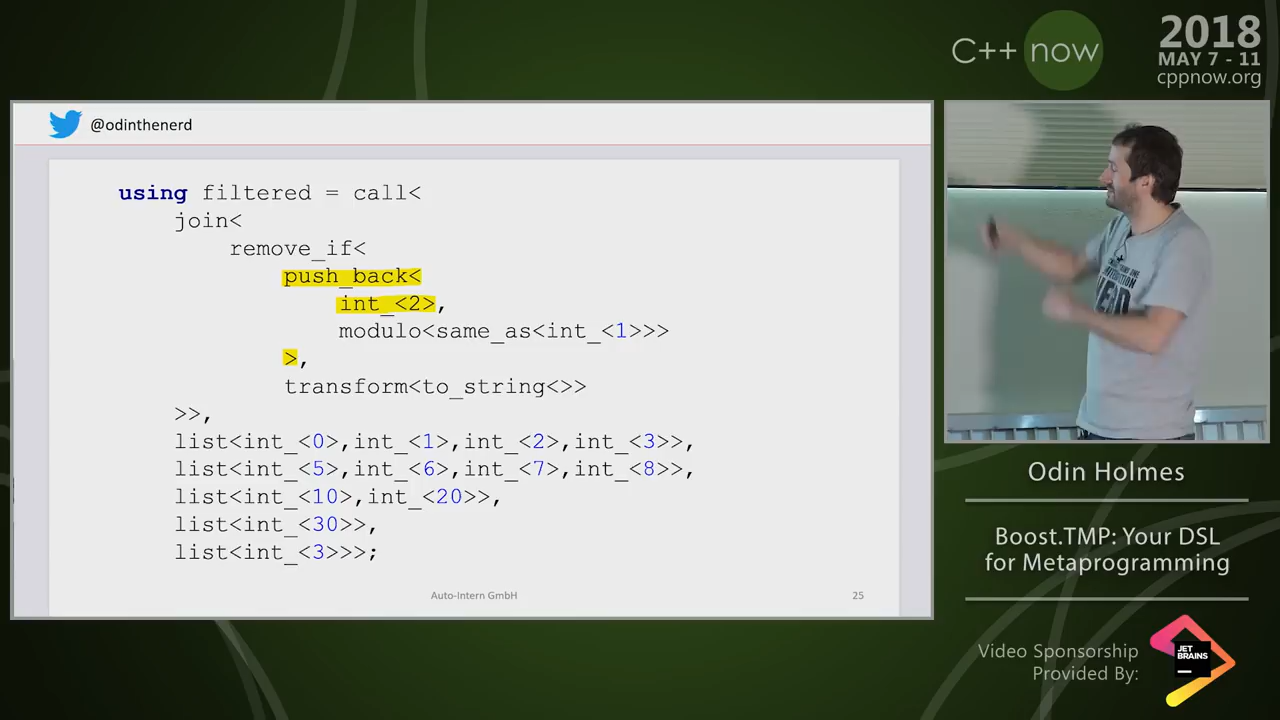 C++ now
2018
MAY 7 - 11
cppnow.org
@odinthenerd
using filtered = call<
join<
remove_if<
push_back<
int_<2>,
modulo<same_as<int_<1>>>
>,
transform<to_string<>>
>>,
list<int_<0>,int_<1>,int_<2>,int_<3>>,
list<int_<5>,int_<6>,int_<7>,int_<8>>,
list<int_<10>,int_<20>>,
list<int_<30>>,
list<int_<3>>>;
Auto-Intern GmbH
25
Odin Holmes
Boost.TMP: Your DSL
for Metaprogramming
Video Sponsorship
Provided By:
JET
BRAINS